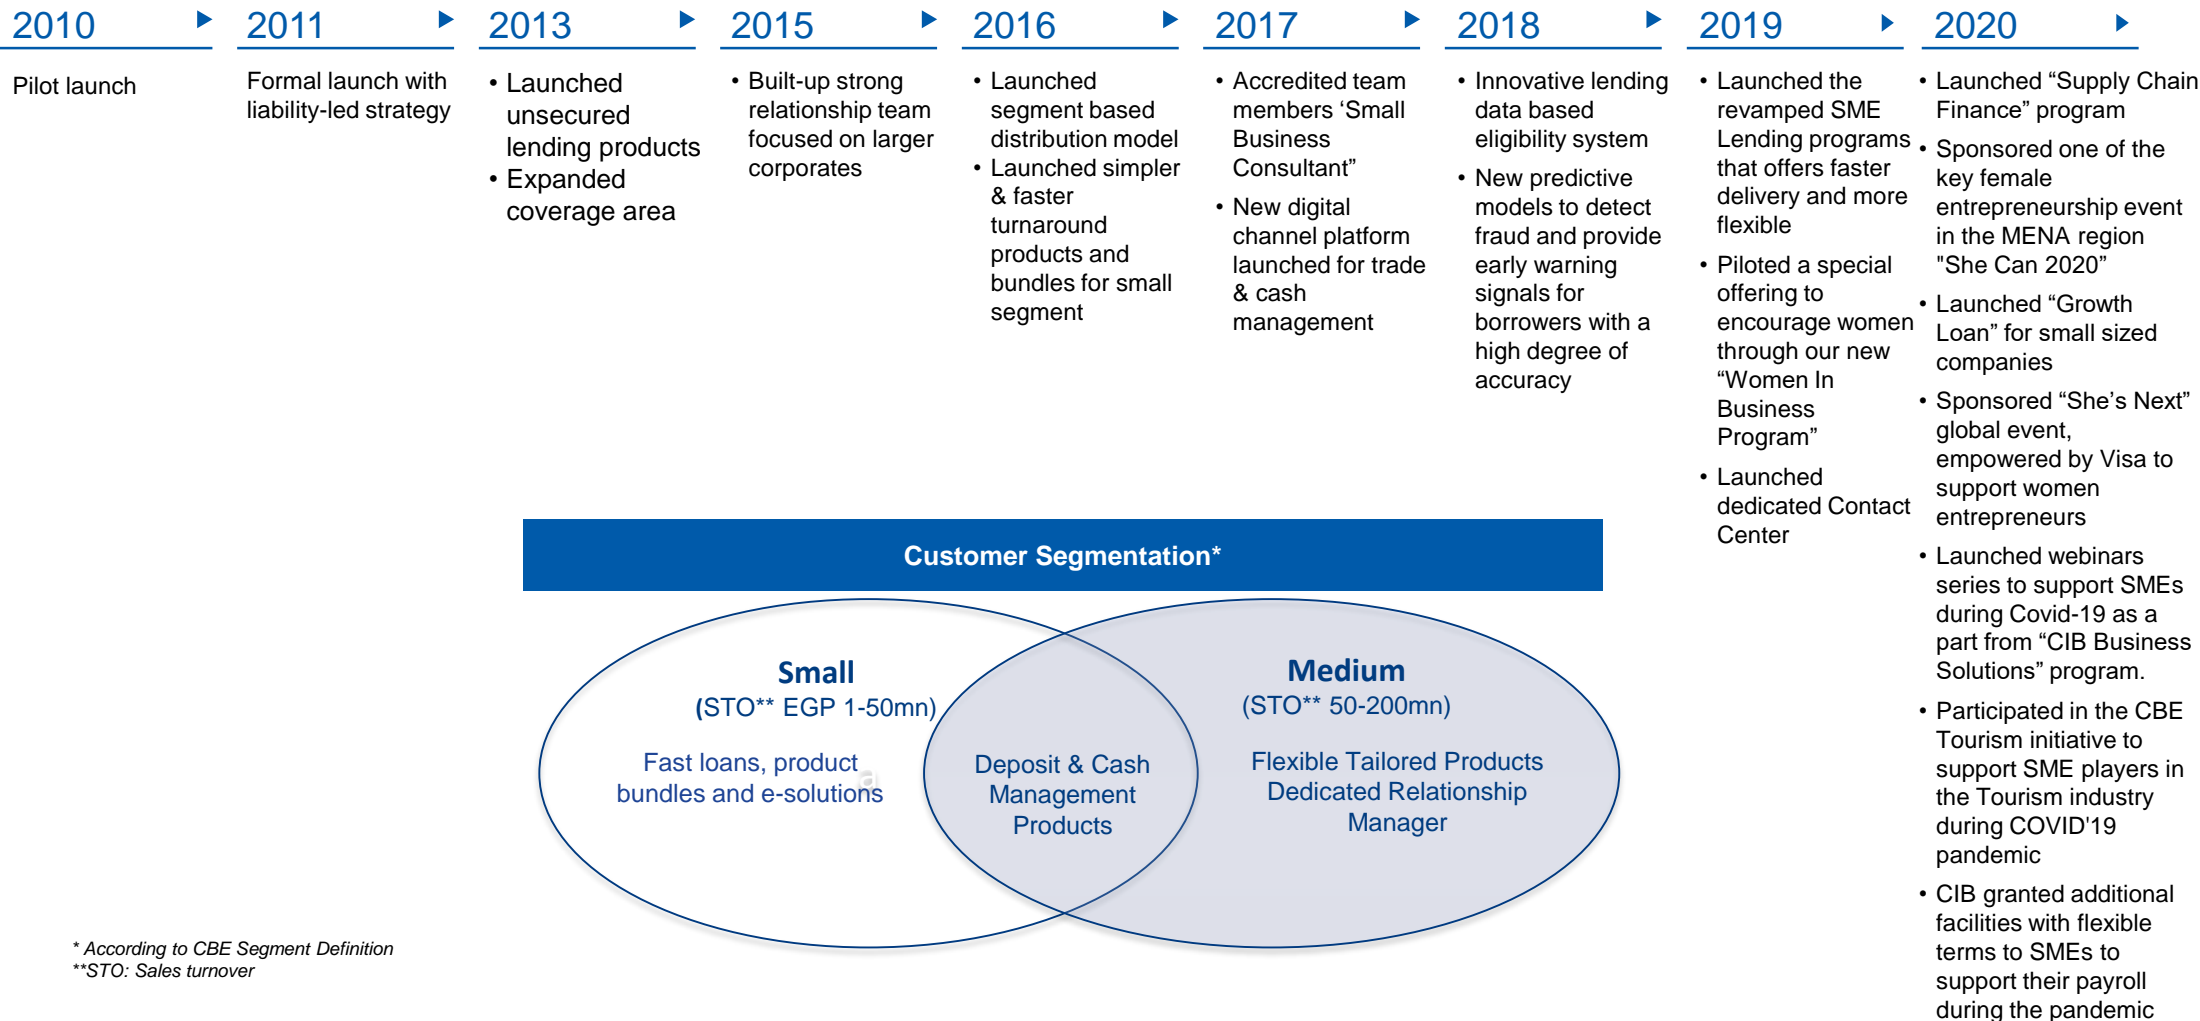 2010
Pilot launch
2011
Formal launch with
liability-led strategy
2013
• Launched
unsecured
lending products
• Expanded
coverage area
2015
• Built-up strong
relationship team
focused on larger
corporates
2016
• Launched
segment based
distribution model
• Launched simpler
& faster
turnaround
products and
bundles for small
segment
2017
• Accredited team
members ‘Small
Business
Consultant”
• New digital
channel platform
launched for trade
& cash
management
2018
• Innovative lending
data based
eligibility system
• New predictive
models to detect
fraud and provide
early warning
signals for
borrowers with a
high degree of
accuracy
2019
• Launched the
revamped SME
Lending programs
that offers faster
delivery and more
flexible
• Piloted a special
offering to
encourage women
through our new
“Women In
Business
Program”
• Launched
dedicated Contact
Center
2020
• Launched “Supply Chain
Finance” program
• Sponsored one of the
key female
entrepreneurship event
in the MENA region
"She Can 2020”
• Launched “Growth
Loan” for small sized
companies
• Sponsored “She’s Next”
global event,
empowered by Visa to
support women
entrepreneurs
• Launched webinars
series to support SMEs
during Covid-19 as a
part from “CIB Business
Solutions” program.
• Participated in the CBE
Tourism initiative to
support SME players in
the Tourism industry
during COVID'19
pandemic
• CIB granted additional
facilities with flexible
terms to SMEs to
support their payroll
during the pandemic
Customer Segmentation*
Small
(STO** EGP 1-50mn)
Fast loans, product
bundles and e-solutions
a
Deposit & Cash
Management
Products
Medium
(STO** 50-200mn)
Flexible Tailored Products
Dedicated Relationship
Manager
* According to CBE Segment Definition
**STO: Sales turnover